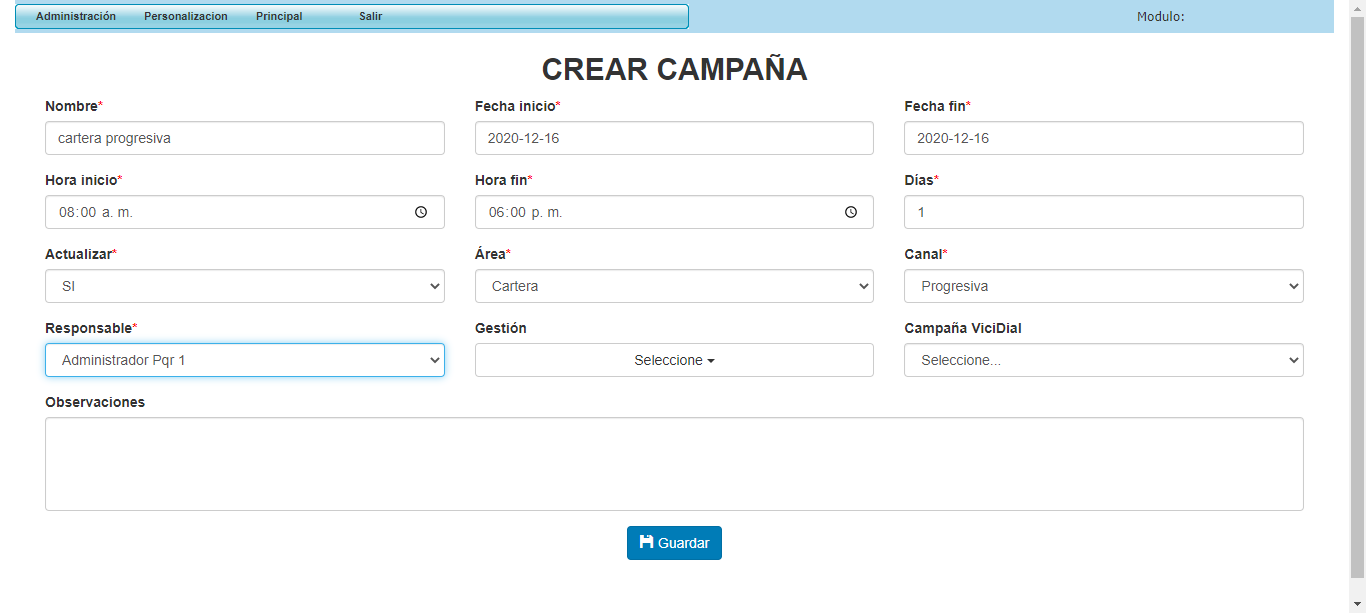 Administración Personalizacion Principal Salir Modulo:
CREAR CAMPAÑA
Nombre* Fecha inicio* Fecha fin*
cartera progresiva 2020-12-16 2020-12-16
Hora inicio* Hora fin* Días*
08:00 a. m. 06:00 p. m. 1
Actualizar* Área* Canal*
SI Cartera Progresiva
Responsable* Gestión Campaña ViciDial
Administrador Pqr 1 Seleccione Seleccione...
Observaciones
Guardar